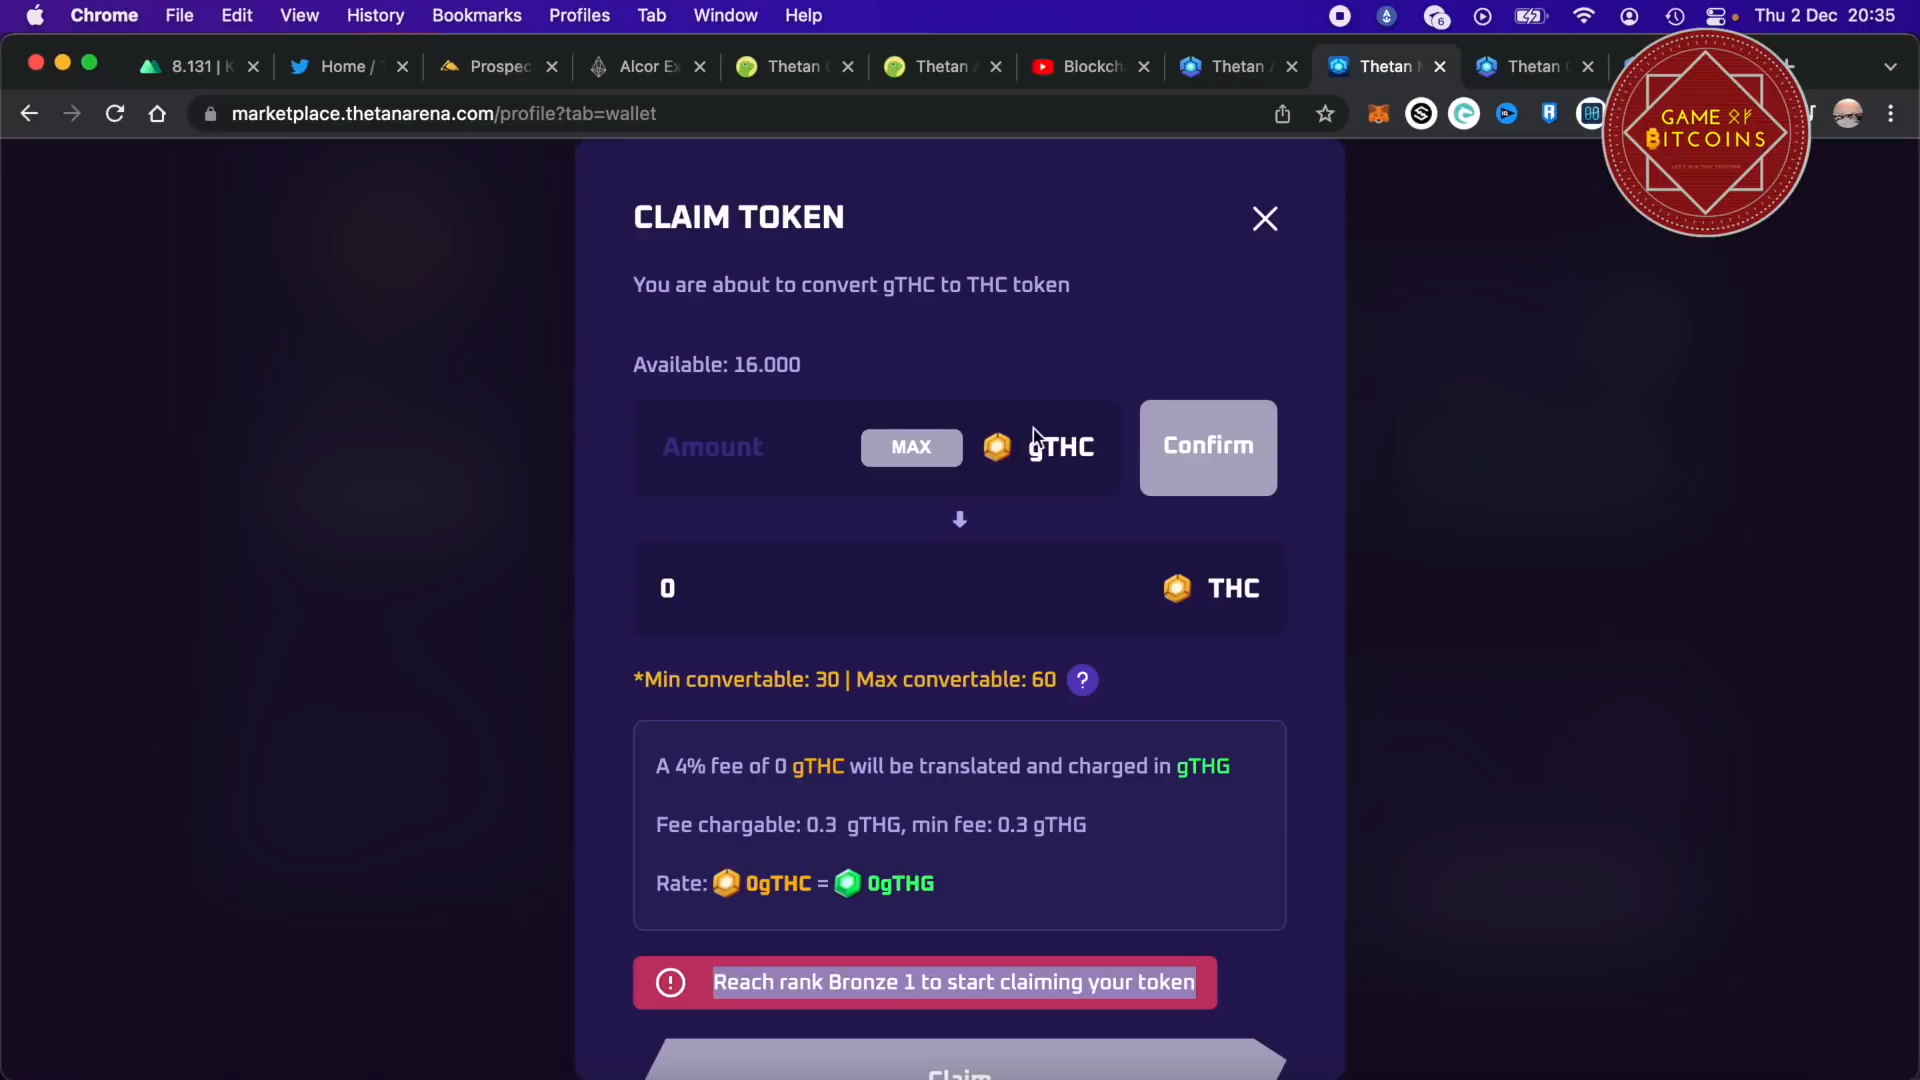 Chrome File Edit View History Bookmarks Profiles Tab Window Help 6 Thu 2 Dec 20:35
8.131 | Home / Prospec Alcor Ex Thetan Thetan Blockch Thetan Thetan Thetan
marketplace.thetanarena.com/profile?tab=wallet
GAME OF
BITCOINS
CLAIM TOKEN
You are about to convert gTHC to THC token
Available: 16.000
Amount MAX gTHC Confirm
0 THC
*Min convertable: 30 | Max convertable: 60 ?
A 4% fee of 0 gTHC will be translated and charged in gTHG
Fee chargable: 0.3 gTHG, min fee: 0.3 gTHG
Rate: 0gTHC = 0gTHG
Reach rank Bronze 1 to start claiming your token
Claim